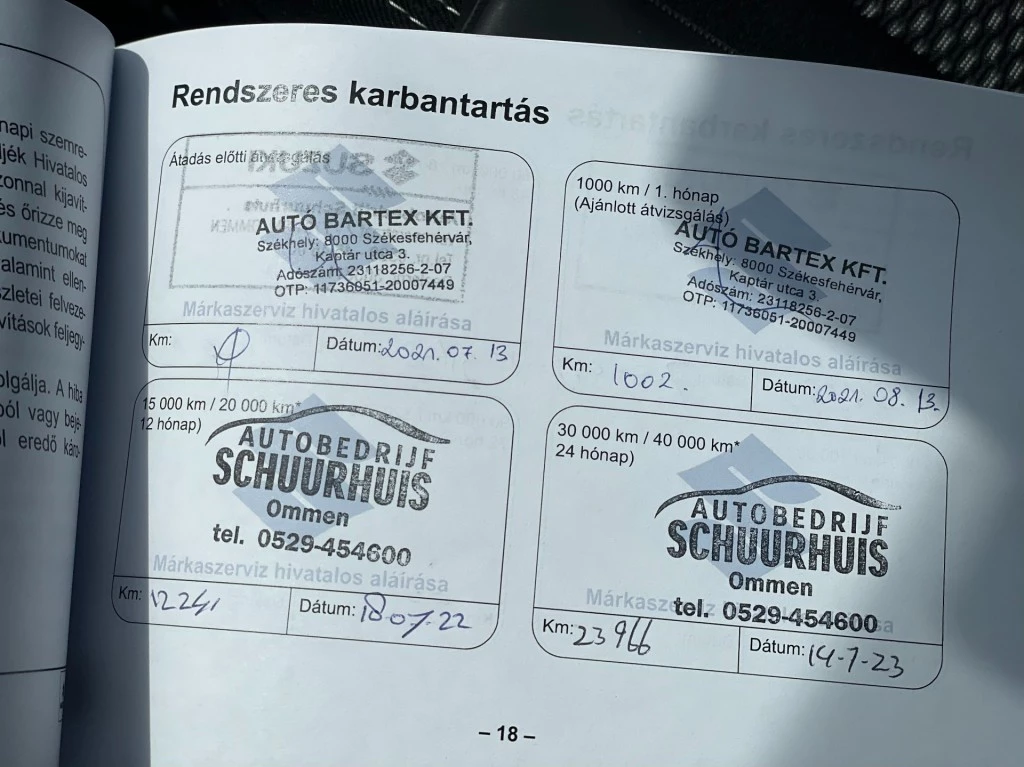 napi szemre-
jék Hivatalos
zonnal kijavít-
és őrizze meg
kumentumokat
alamint ellen-
szletei felveze-
vítások feljegy-
olgálja. A hiba
ból vagy beje-
l eredő kár-
Rendszeres karbantartás
Átadás előtti átvizsgálás
SUZUKI
AUTÓ BARTEX KFT.
Székhely: 8000 Székesfehérvár,
Kaptár utca 3.
Adószám: 23118256-2-07
OTP: 11736051-20007449
Márkaszerviz hivatalos aláírása
Km:
Dátum: 2021. 07. 13
1000 km / 1. hónap
(Ajánlott átvizsgálás)
AUTÓ BARTEX KFT.
Székhely: 8000 Székesfehérvár,
Kaptár utca 3.
Adószám: 23118256-2-07
OTP: 11736051-20007449
Márkaszerviz hivatalos aláírása
Km: 1002.
Dátum: 2021. 08. 13.
15 000 km / 20 000 km*
12 hónap)
AUTOBEDRIJF
SCHUURHUIS
Ommen
tel. 0529-454600
Márkaszerviz hivatalos aláírása
Km: 12241
Dátum: 18-07-22
30 000 km / 40 000 km*
24 hónap)
AUTOBEDRIJF
SCHUURHUIS
Ommen
tel. 0529-454600
Km: 23966
Dátum: 14-7-23
– 18 –